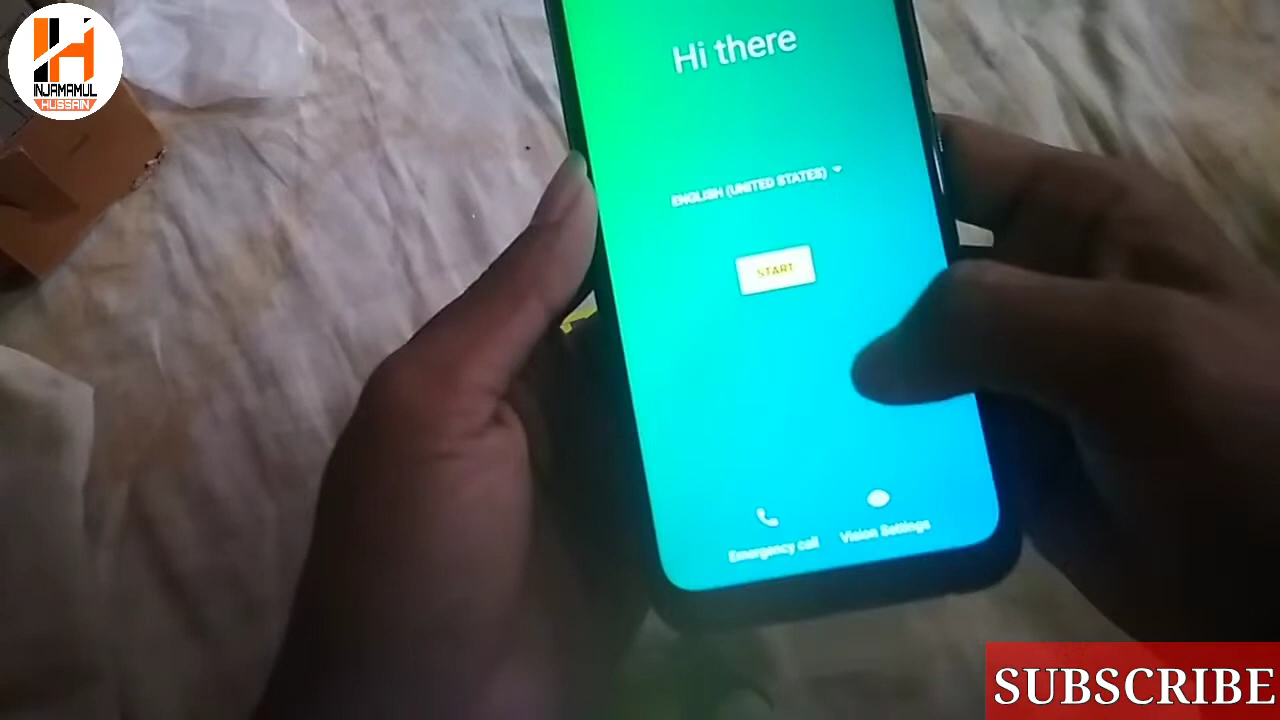 INJAMAMUL
HUSSAIN
Hi there
ENGLISH (UNITED STATES)
START
Emergency call
Vision Settings
SUBSCRIBE